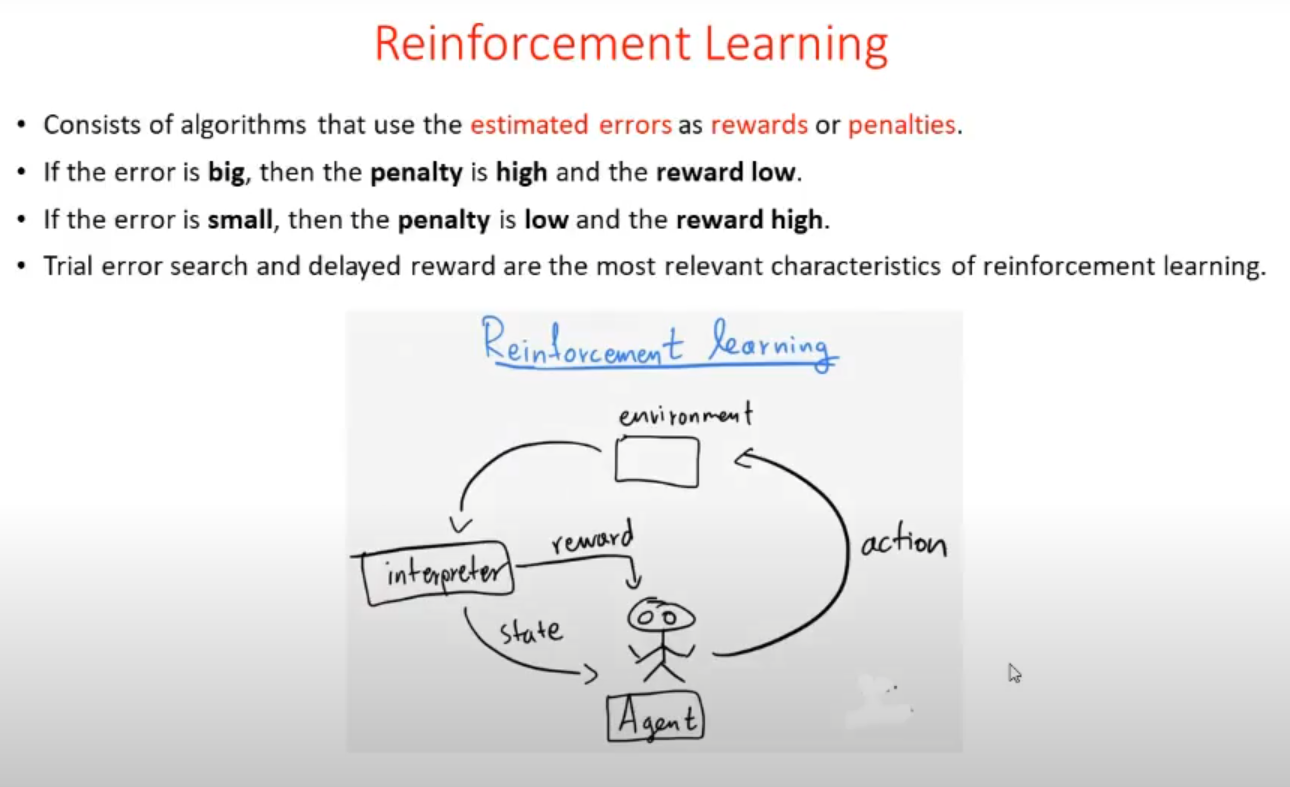 Reinforcement Learning
• Consists of algorithms that use the estimated errors as rewards or penalties.
• If the error is big, then the penalty is high and the reward low.
• If the error is small, then the penalty is low and the reward high.
• Trial error search and delayed reward are the most relevant characteristics of reinforcement learning.
Reinforcement learning
environment
reward
action
interpreter
state
Agent